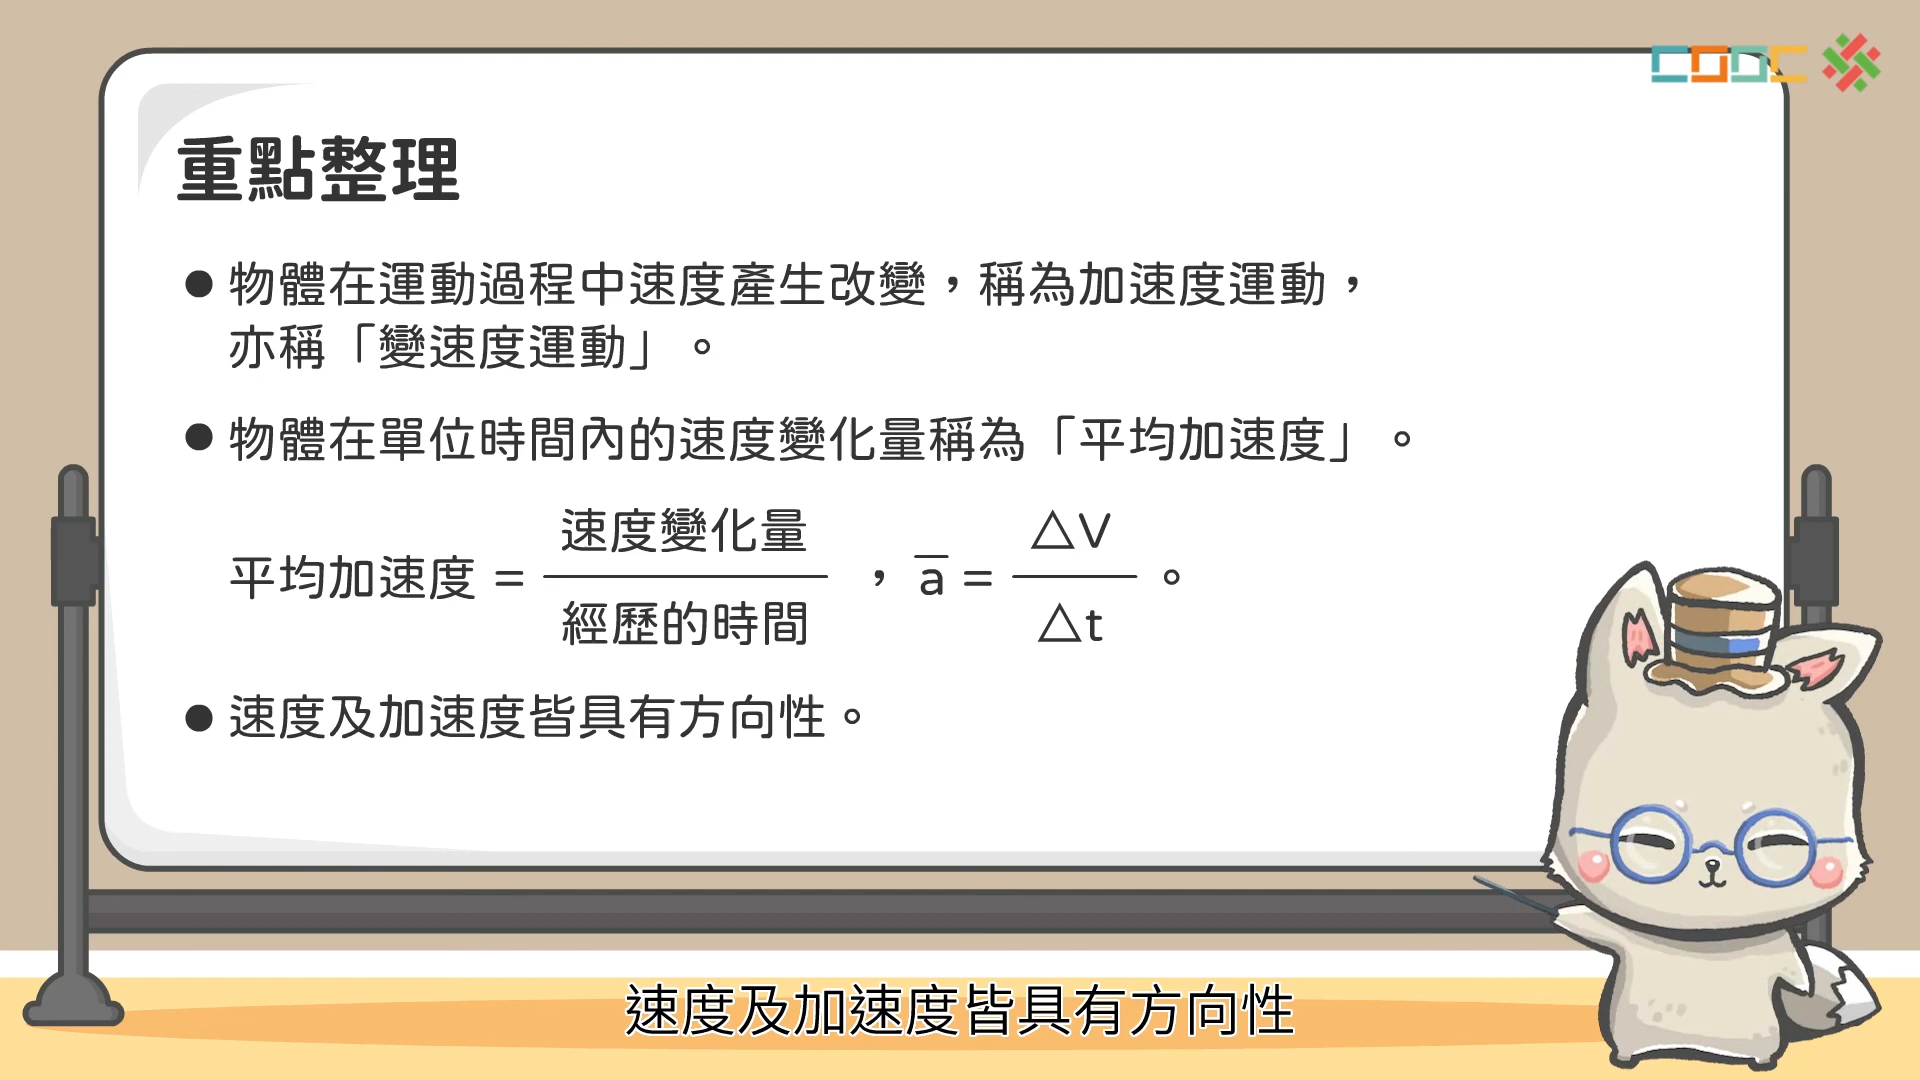 CODC
重點整理
●物體在運動過程中速度產生改變，稱為加速度運動，
亦稱「變速度運動」。
●物體在單位時間內的速度變化量稱為「平均加速度」。
平均加速度 = 速度變化量 / 經歷的時間 ， a̅ = △V / △t 。
●速度及加速度皆具有方向性。
速度及加速度皆具有方向性